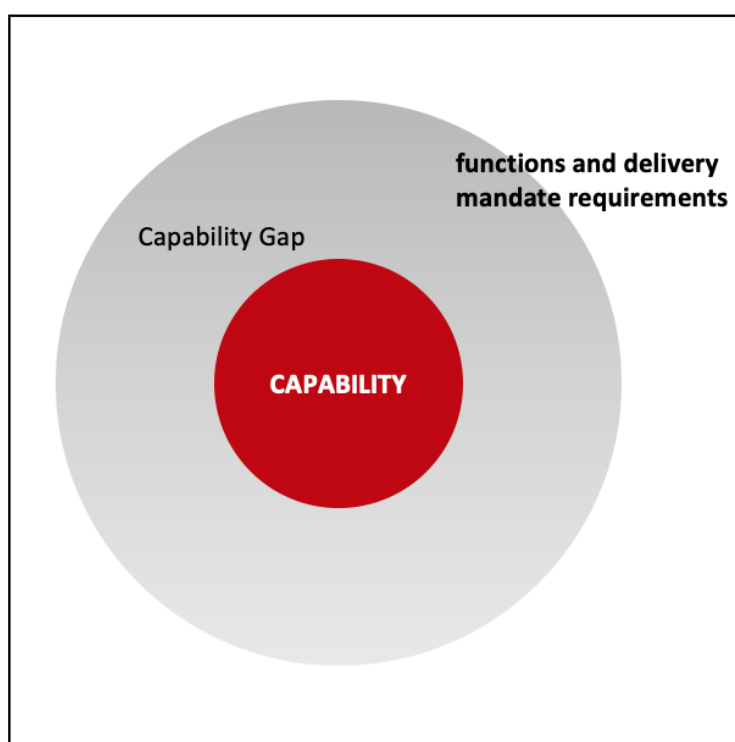 functions and delivery
mandate requirements
Capability Gap
CAPABILITY